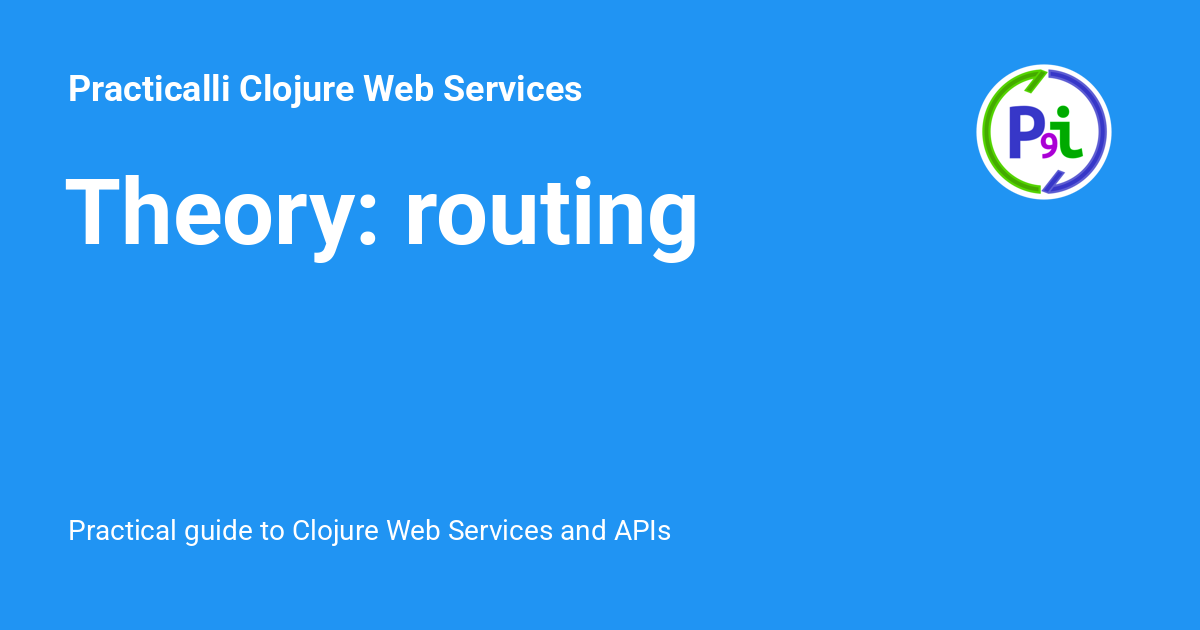 Practicalli Clojure Web Services
P9i
Theory: routing
Practical guide to Clojure Web Services and APIs